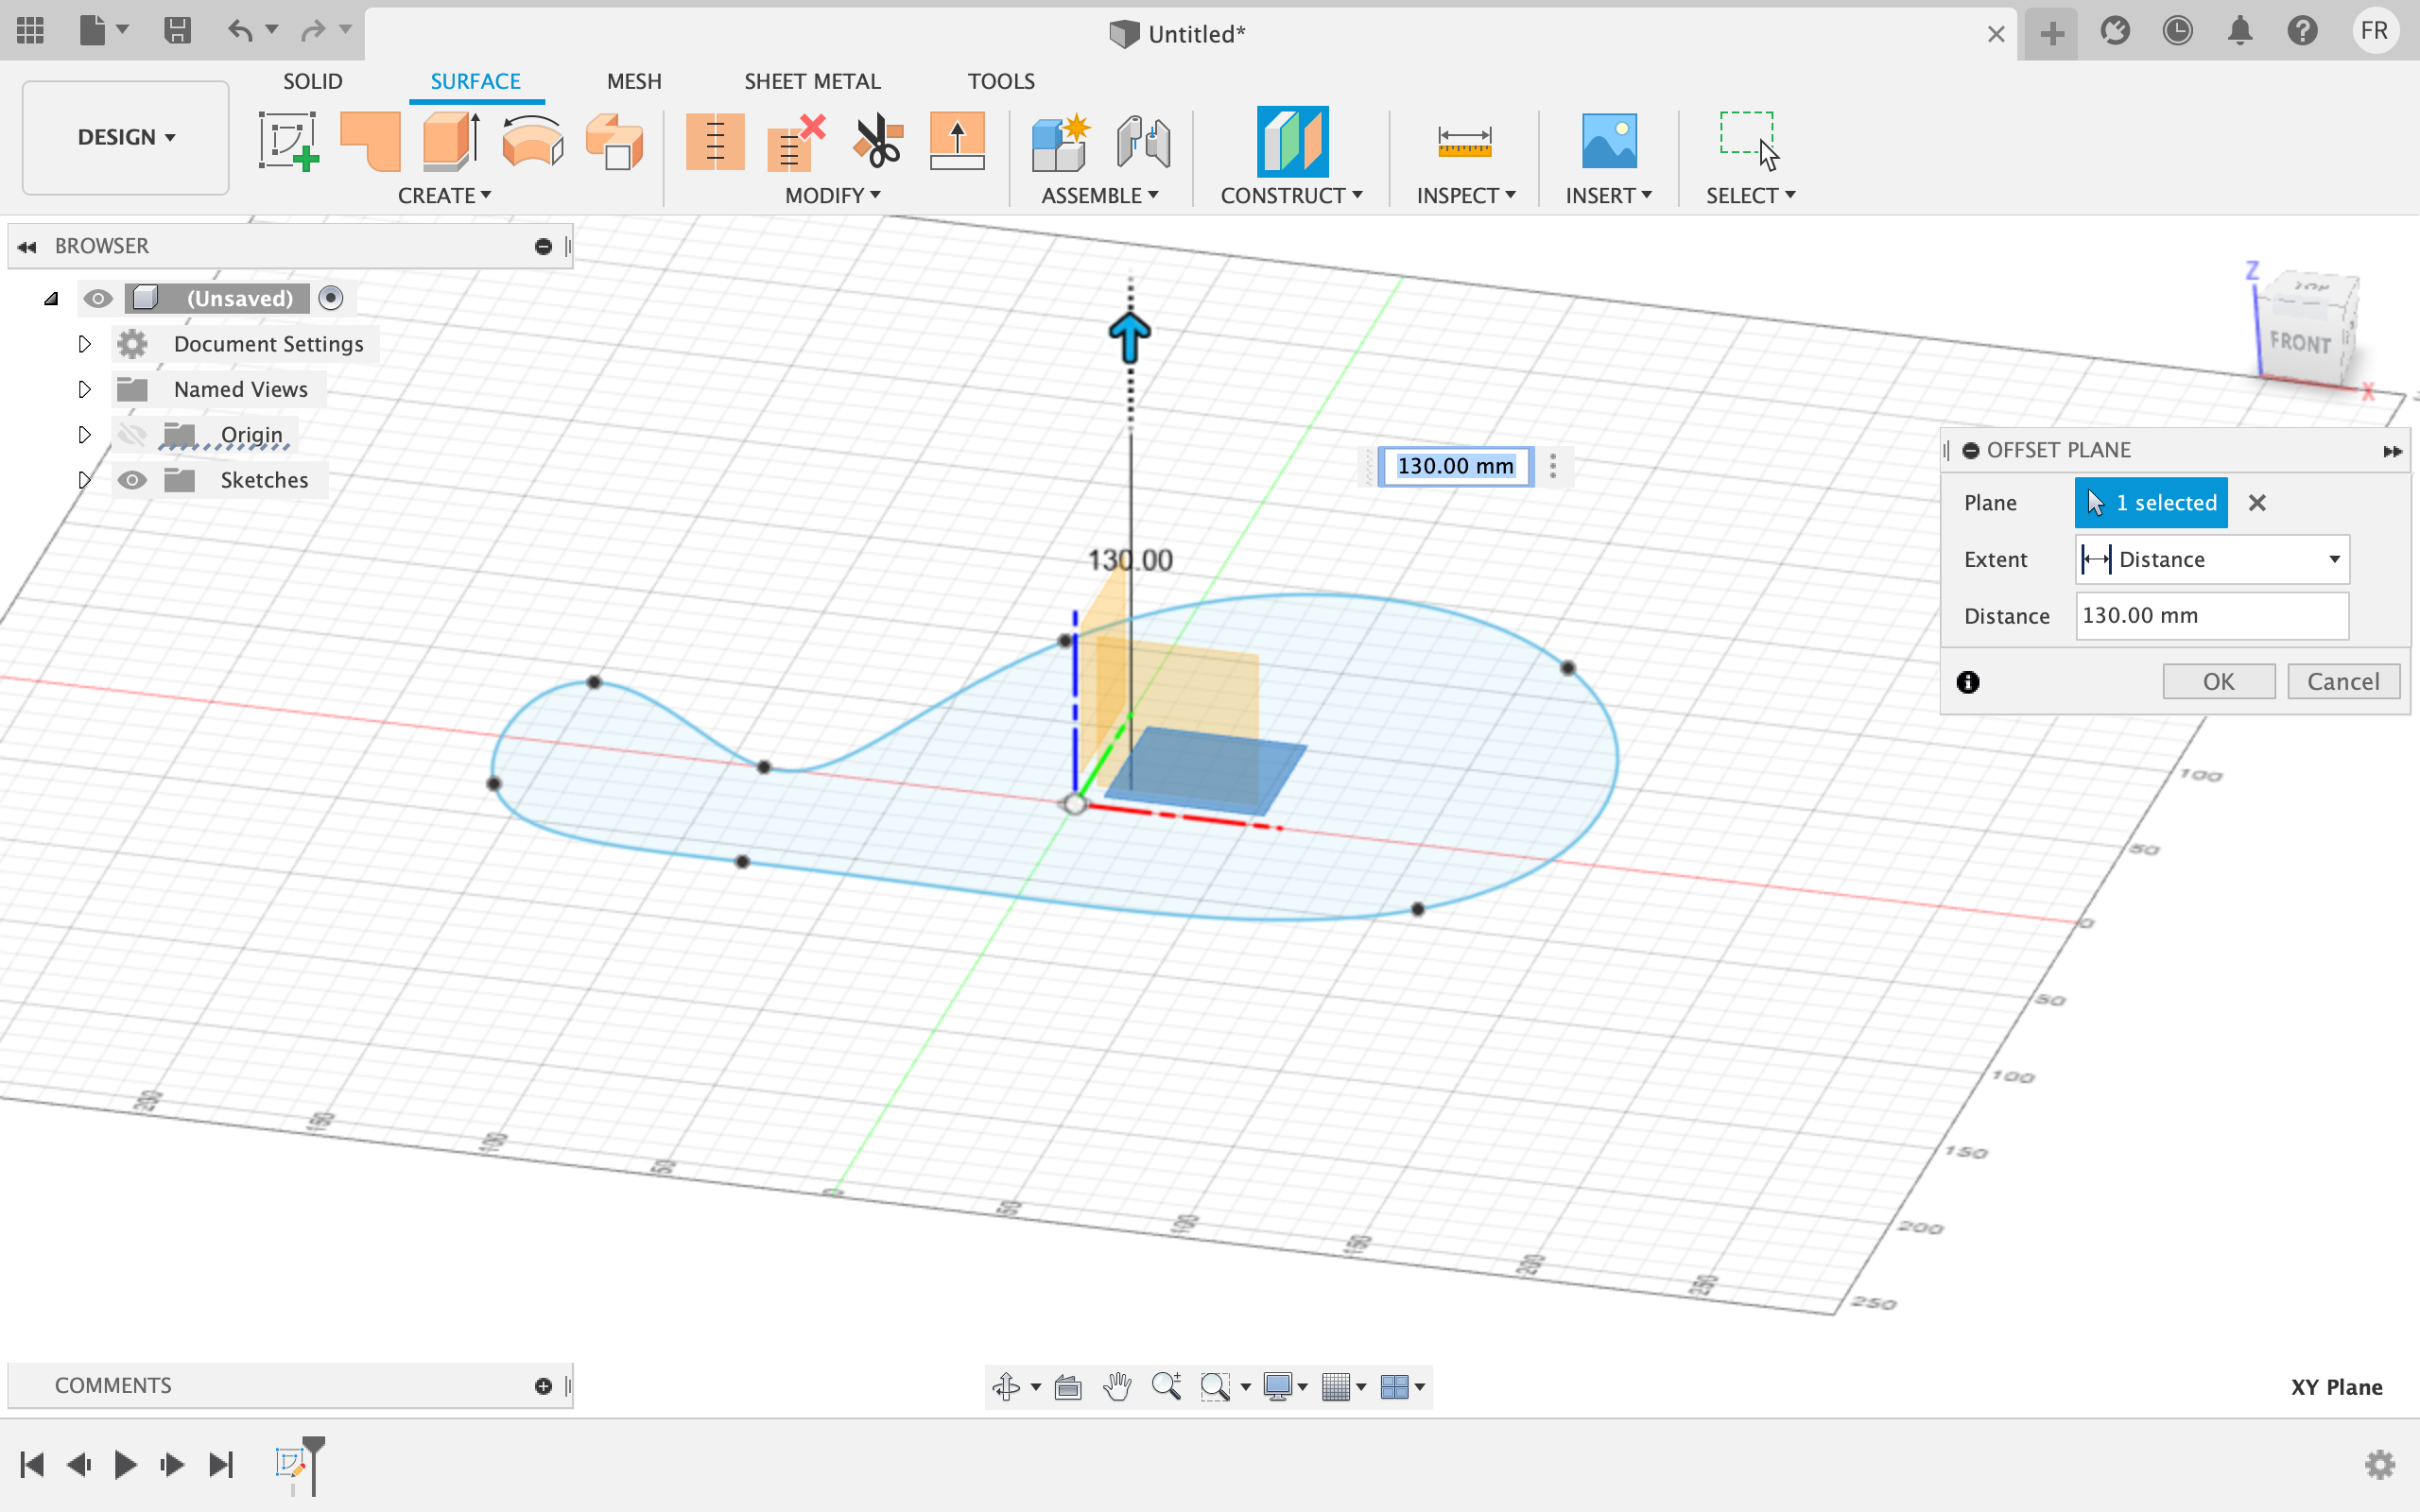 Untitled*
FR
SOLID SURFACE MESH SHEET METAL TOOLS
DESIGN
CREATE MODIFY ASSEMBLE CONSTRUCT INSPECT INSERT SELECT
BROWSER
(Unsaved)
Document Settings
Named Views
Origin
Sketches
Z
TOP
FRONT
X
OFFSET PLANE
Plane 1 selected
Extent Distance
Distance 130.00 mm
OK Cancel
130.00 mm
130.00
100
50
0
50
100
150
200
250
200
150
100
50
0
50
100
150
200
250
COMMENTS
XY Plane